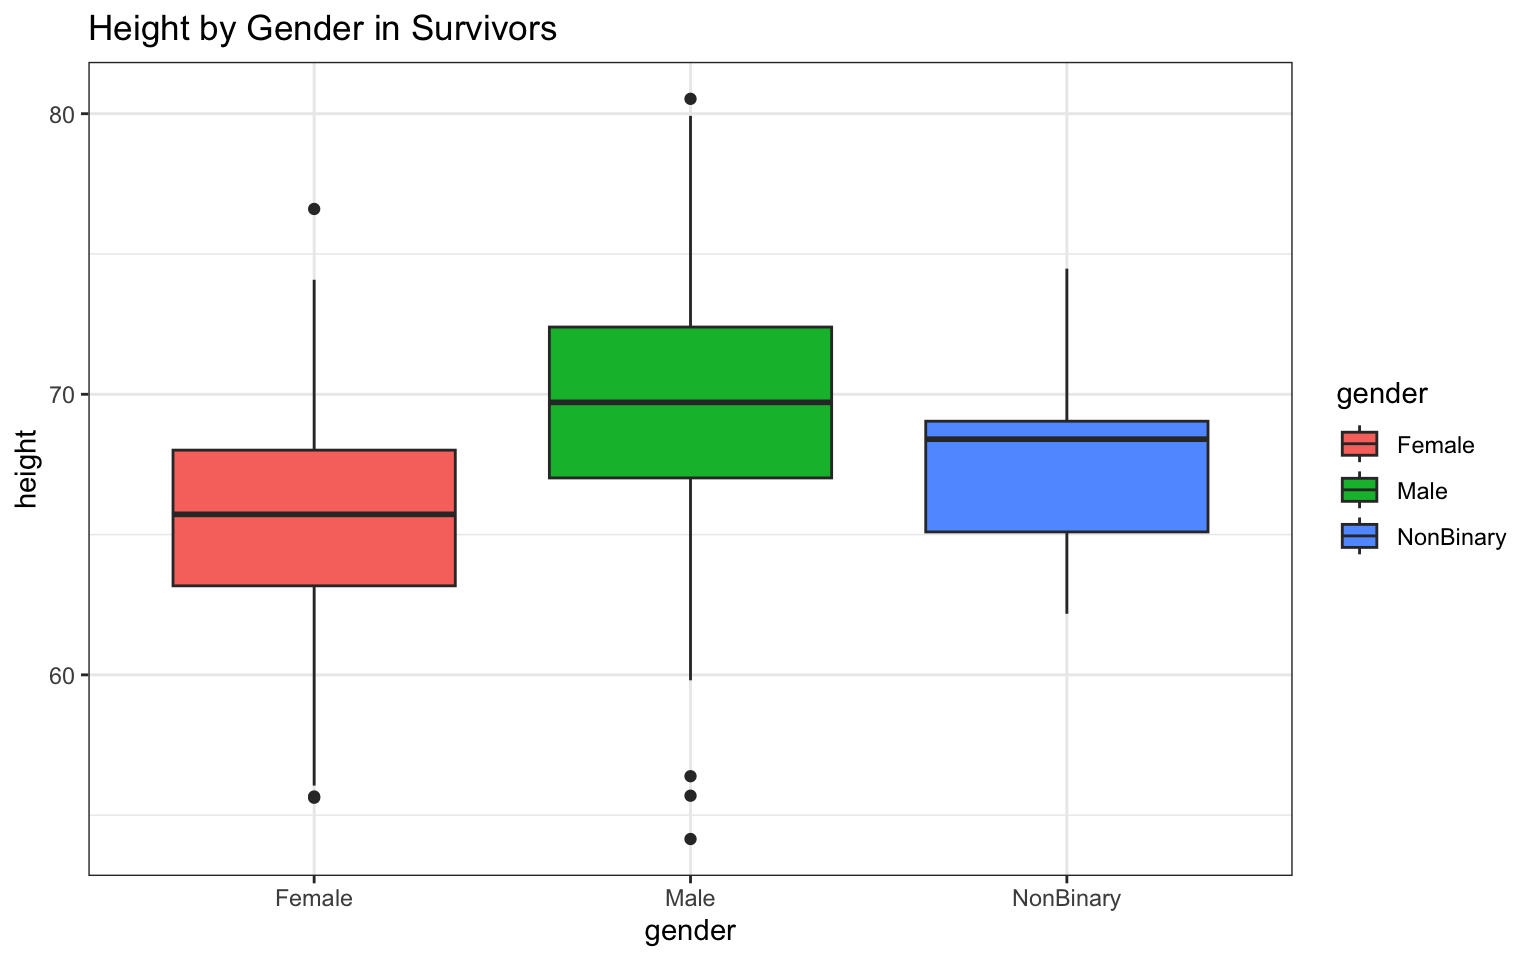 Height by Gender in Survivors
80
70
60
height
Female
Male
NonBinary
gender
gender
Female
Male
NonBinary